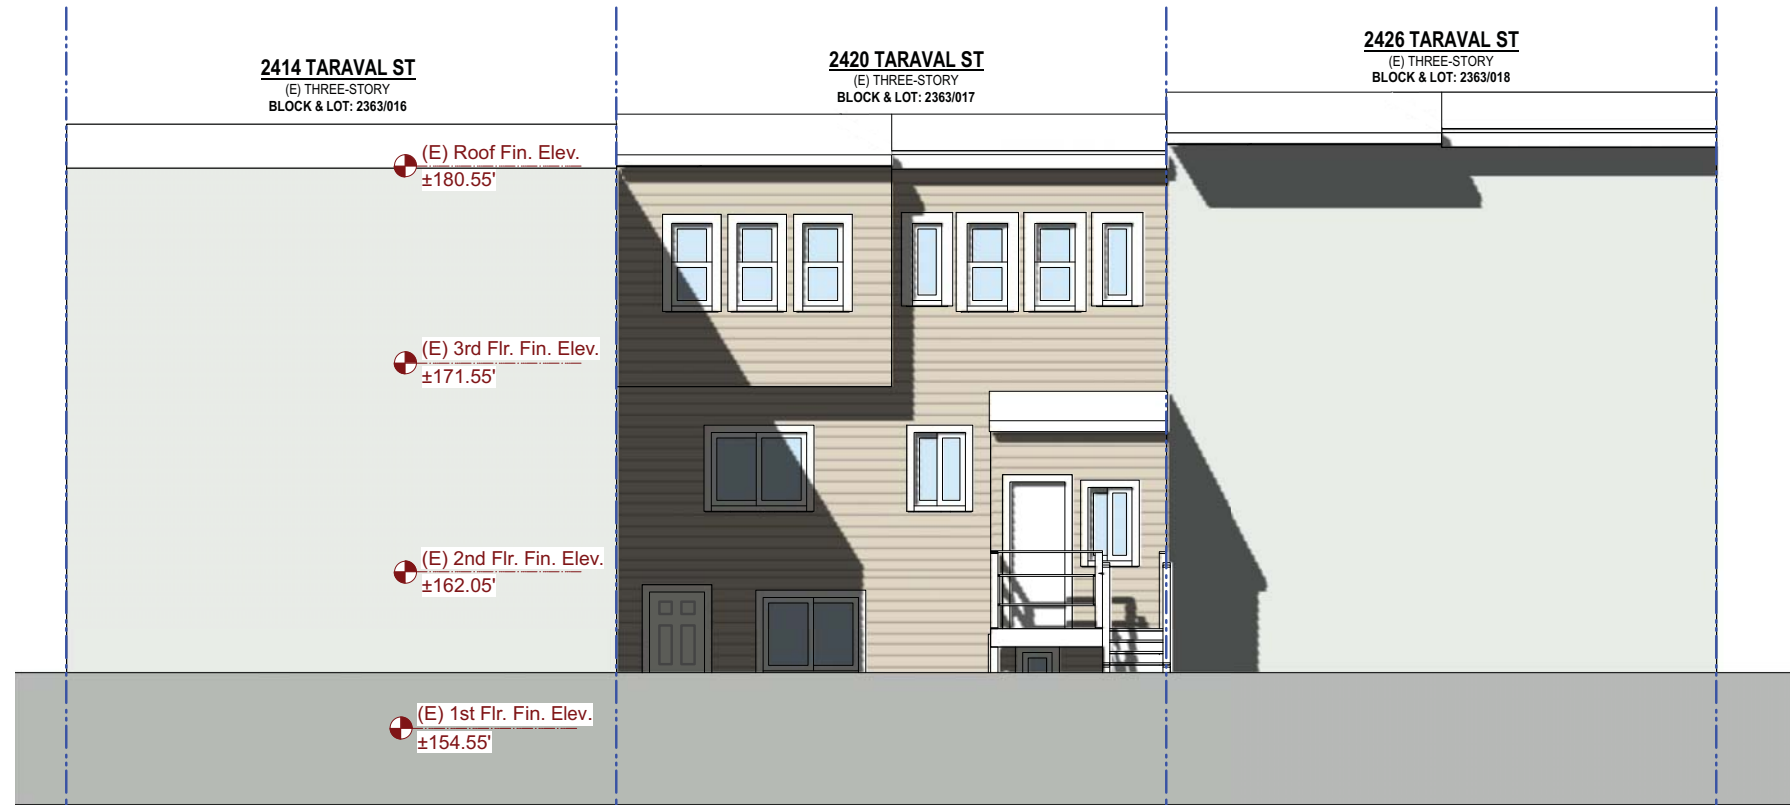 2414 TARAVAL ST
(E) THREE-STORY
BLOCK & LOT: 2363/016
2420 TARAVAL ST
(E) THREE-STORY
BLOCK & LOT: 2363/017
2426 TARAVAL ST
(E) THREE-STORY
BLOCK & LOT: 2363/018
(E) Roof Fin. Elev.
±180.55'
(E) 3rd Flr. Fin. Elev.
±171.55'
(E) 2nd Flr. Fin. Elev.
±162.05'
(E) 1st Flr. Fin. Elev.
±154.55'